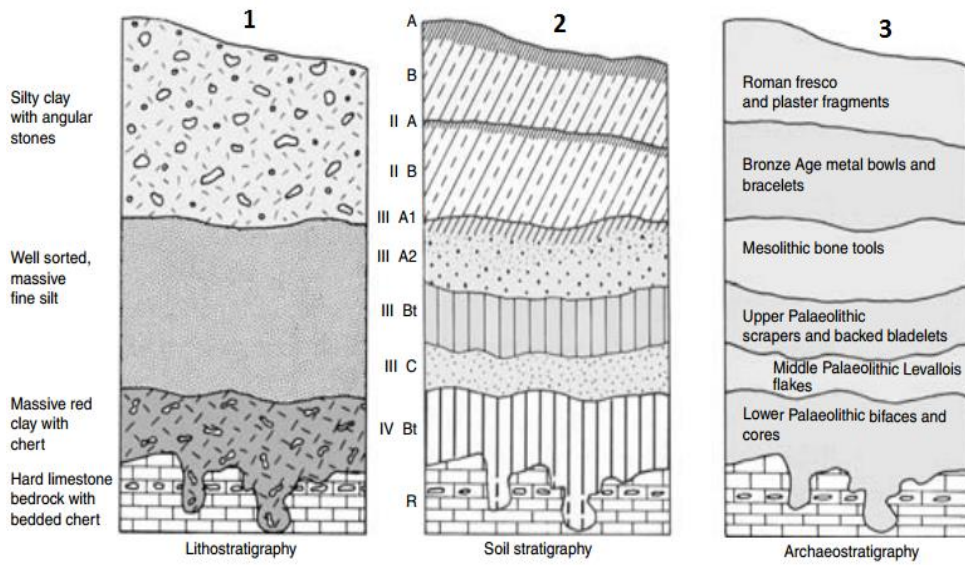 1
Silty clay
with angular
stones
Well sorted,
massive
fine silt
Massive red
clay with
chert
Hard limestone
bedrock with
bedded chert
Lithostratigraphy
2
A
B
II A
II B
III A1
III A2
III Bt
III C
IV Bt
R
Soil stratigraphy
3
Roman fresco
and plaster fragments
Bronze Age metal bowls and
bracelets
Mesolithic bone tools
Upper Palaeolithic
scrapers and backed bladelets
Middle Palaeolithic Levallois
flakes
Lower Palaeolithic bifaces and
cores
Archaeostratigraphy